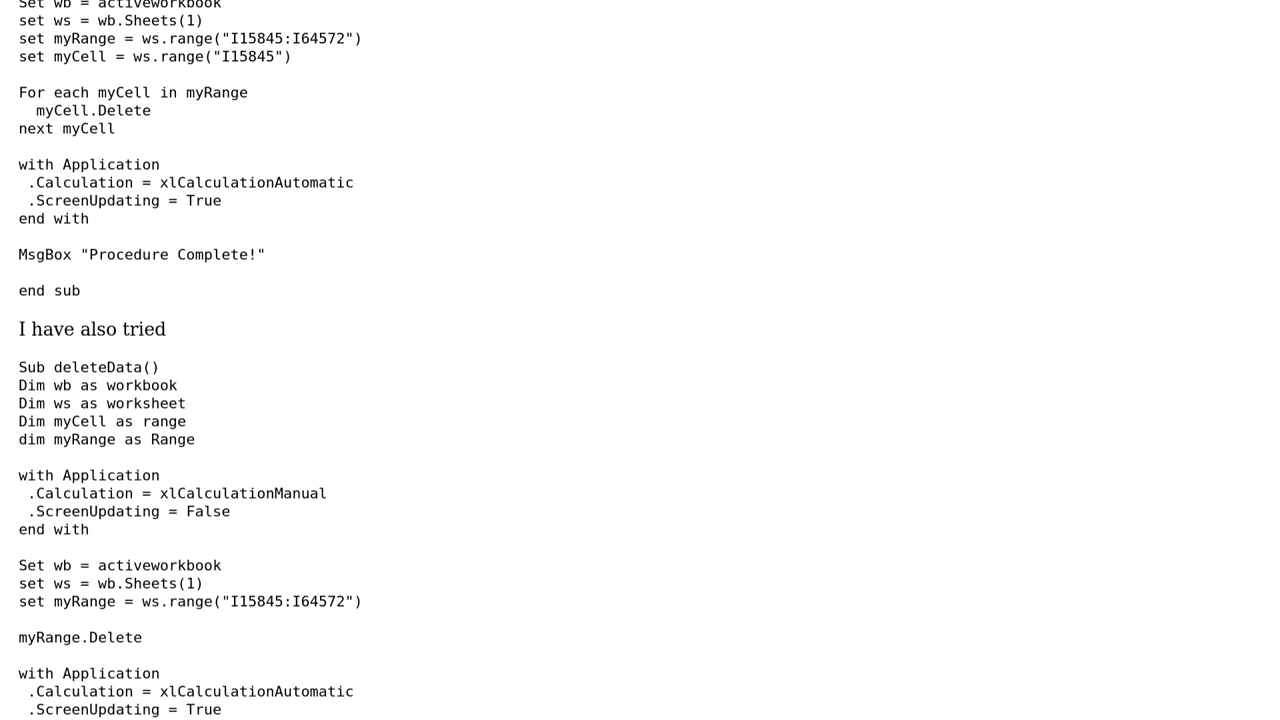 Set wb = activeworkbook
set ws = wb.Sheets(1)
set myRange = ws.range("I15845:I64572")
set myCell = ws.range("I15845")

For each myCell in myRange
  myCell.Delete
next myCell

with Application
 .Calculation = xlCalculationAutomatic
 .ScreenUpdating = True
end with

MsgBox "Procedure Complete!"

end sub

I have also tried

Sub deleteData()
Dim wb as workbook
Dim ws as worksheet
Dim myCell as range
dim myRange as Range

with Application
 .Calculation = xlCalculationManual
 .ScreenUpdating = False
end with

Set wb = activeworkbook
set ws = wb.Sheets(1)
set myRange = ws.range("I15845:I64572")

myRange.Delete

with Application
 .Calculation = xlCalculationAutomatic
 .ScreenUpdating = True